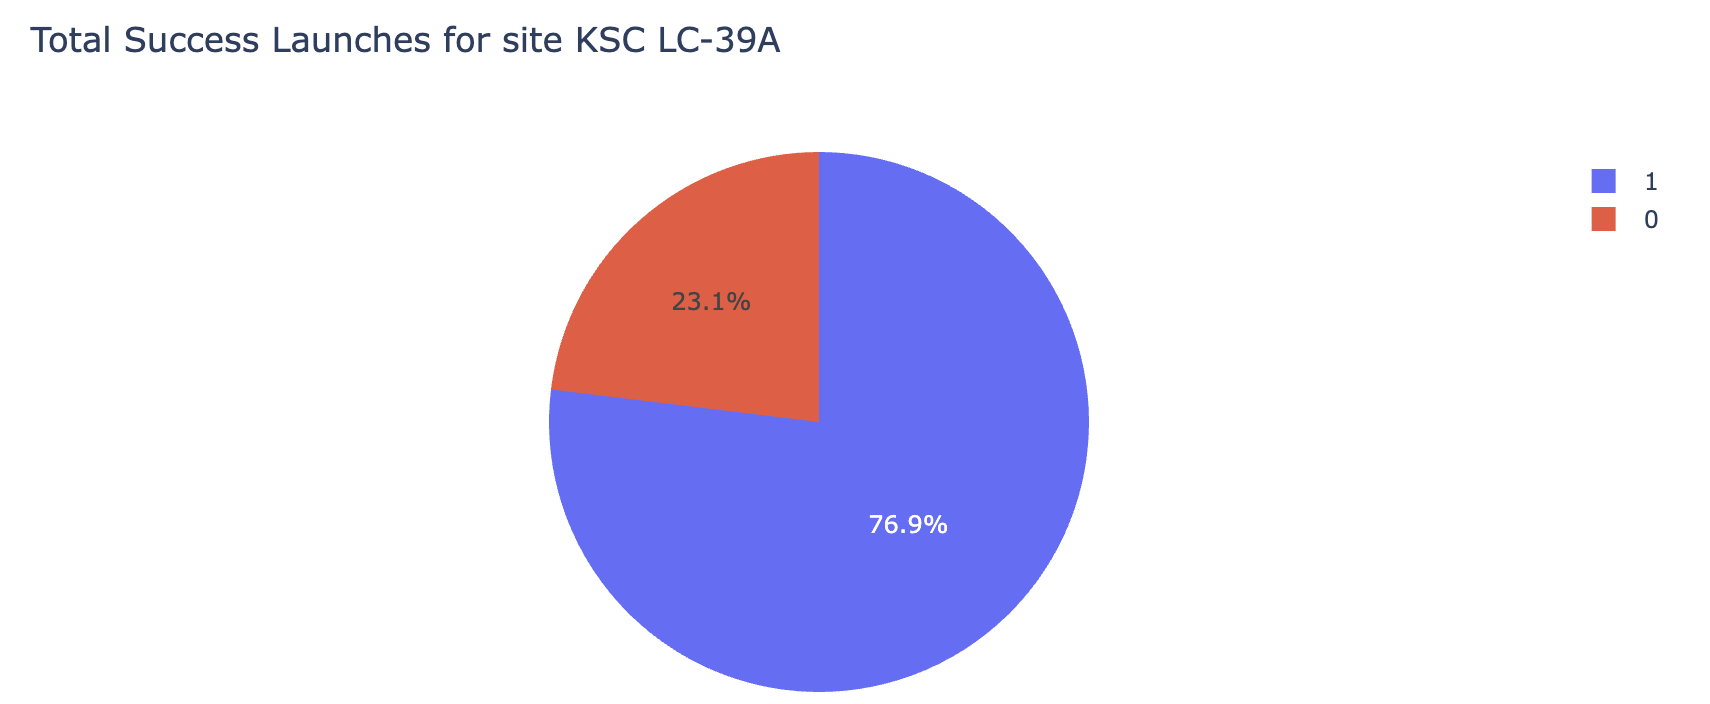 Total Success Launches for site KSC LC-39A
1
0
23.1%
76.9%